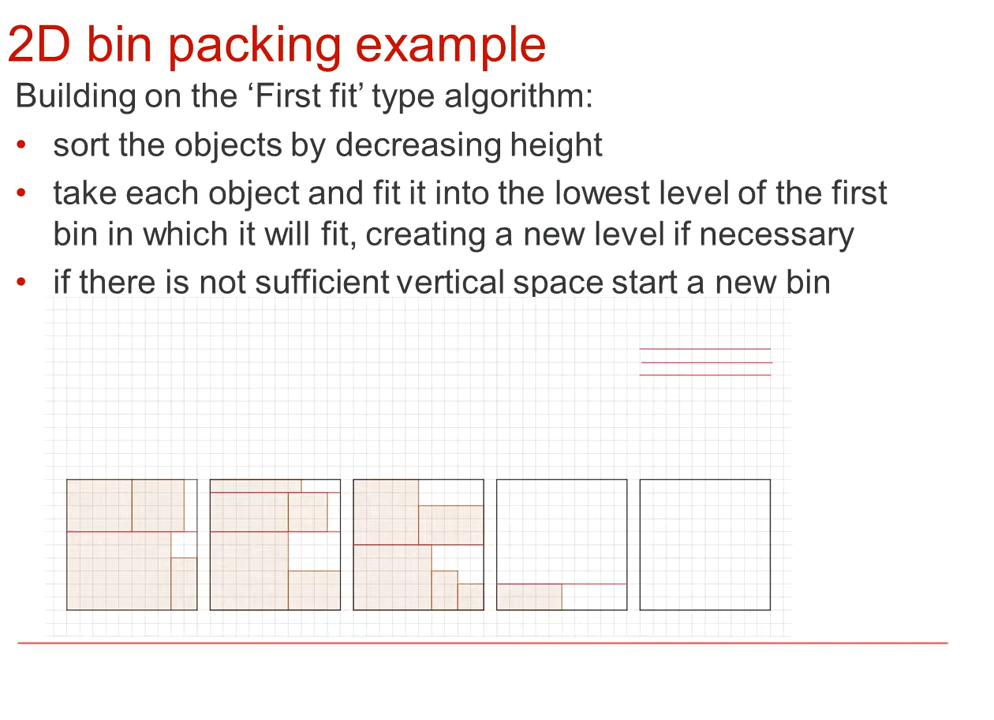 2D bin packing example
Building on the ‘First fit’ type algorithm:
• sort the objects by decreasing height
• take each object and fit it into the lowest level of the first
bin in which it will fit, creating a new level if necessary
• if there is not sufficient vertical space start a new bin